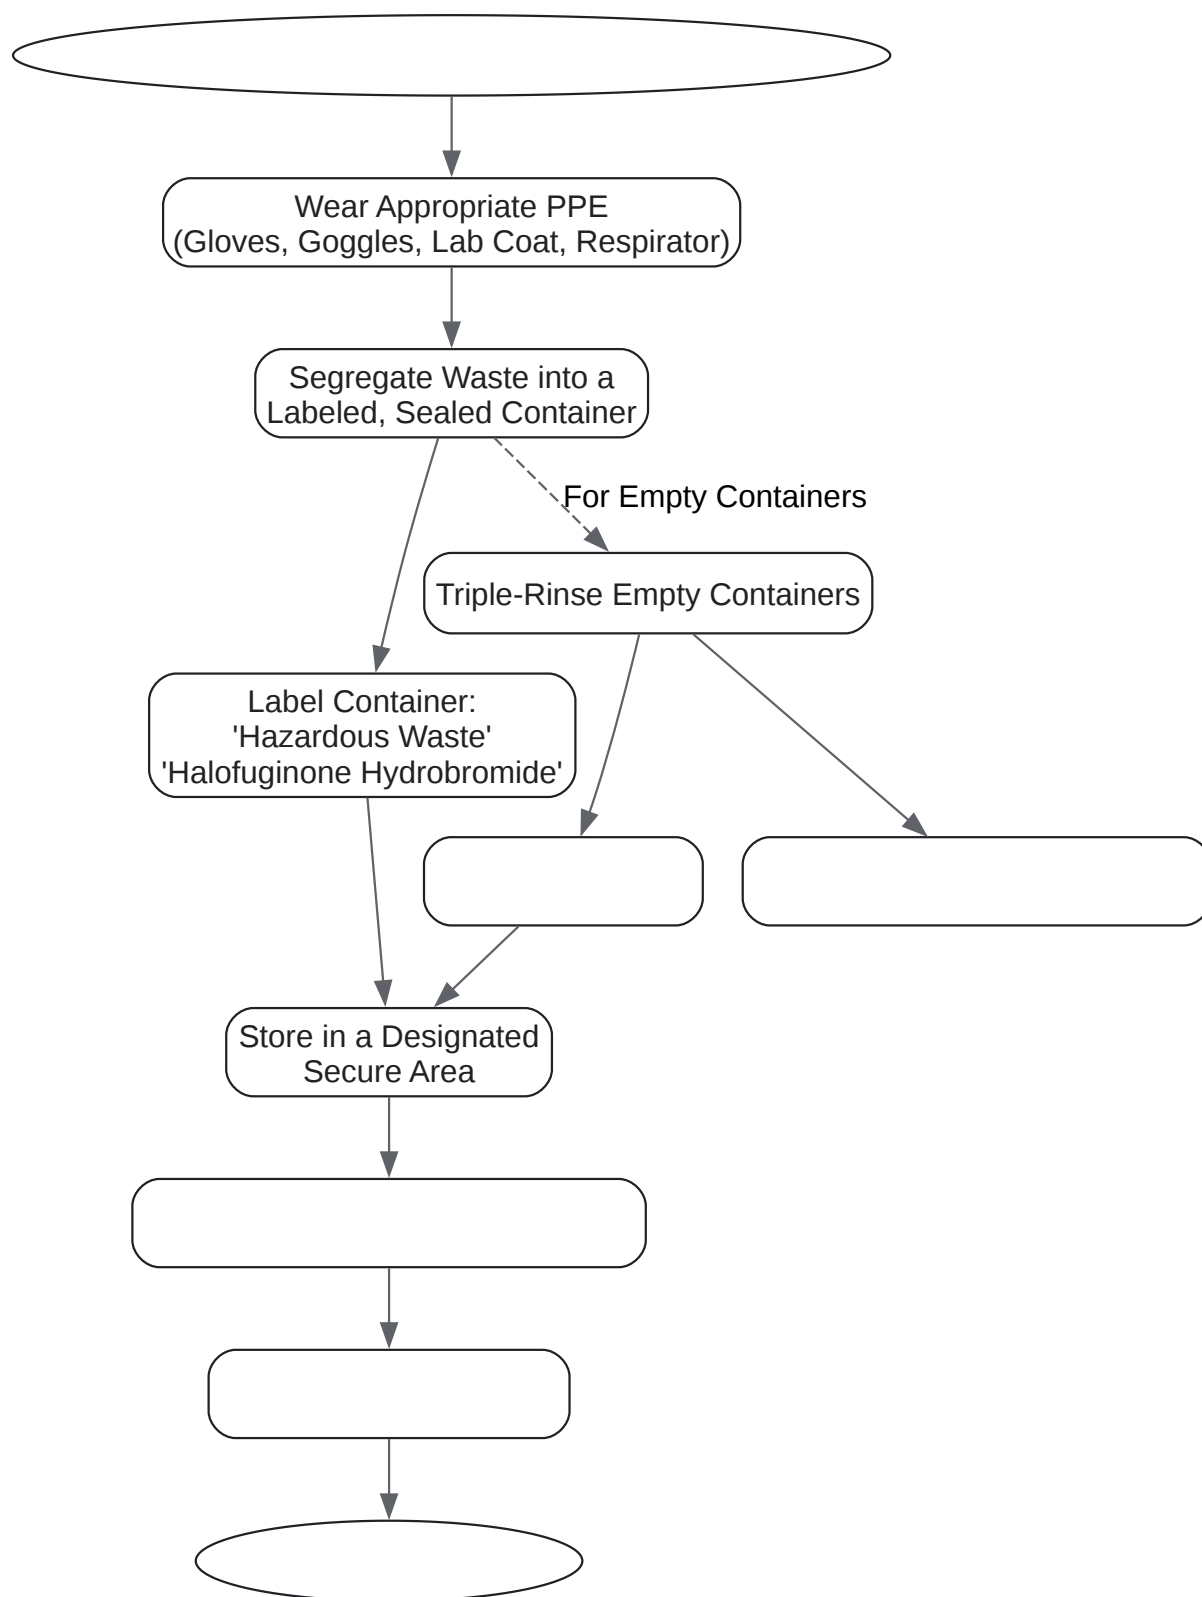 Wear Appropriate PPE
(Gloves, Goggles, Lab Coat, Respirator)
Segregate Waste into a
Labeled, Sealed Container
For Empty Containers
Triple-Rinse Empty Containers
Label Container:
'Hazardous Waste'
'Halofuginone Hydrobromide'
Store in a Designated
Secure Area